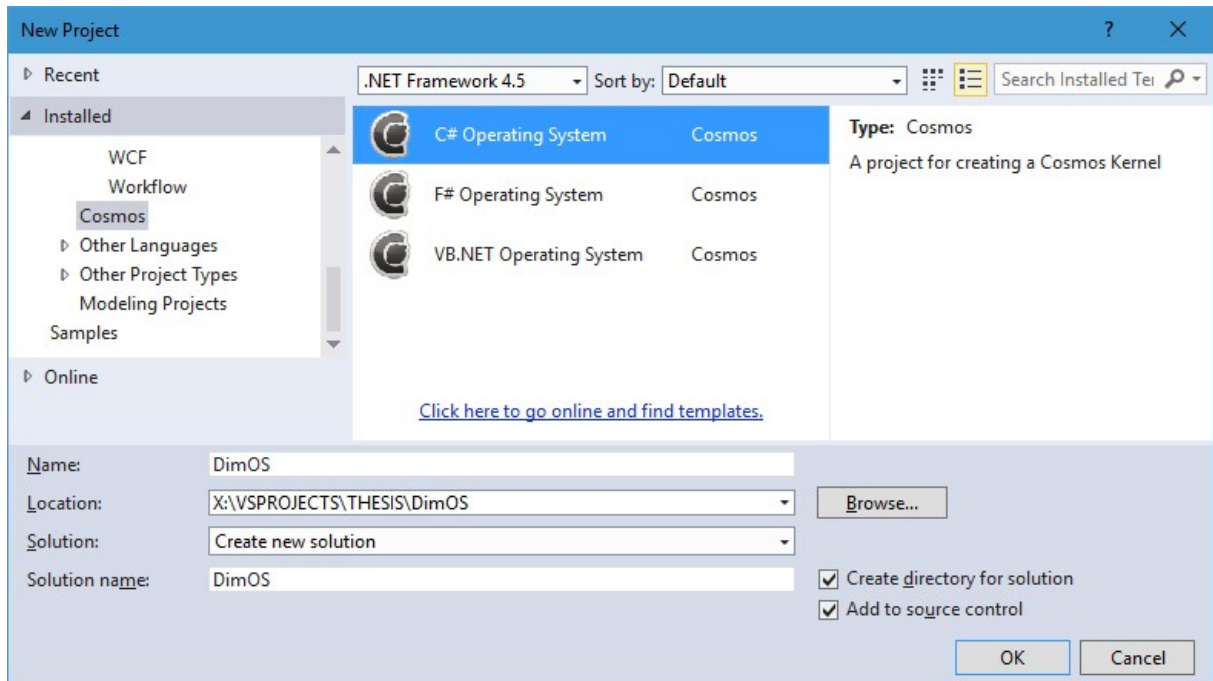 New Project
?
Recent
.NET Framework 4.5
Sort by: Default
Search Installed Te
Installed
WCF
Workflow
Cosmos
Other Languages
Other Project Types
Modeling Projects
Samples
Online
C# Operating System Cosmos
F# Operating System Cosmos
VB.NET Operating System Cosmos
Click here to go online and find templates.
Type: Cosmos
A project for creating a Cosmos Kernel
Name: DimOS
Location: X:\VSPROJECTS\THESIS\DimOS
Browse...
Solution: Create new solution
Solution name: DimOS
Create directory for solution
Add to source control
OK
Cancel